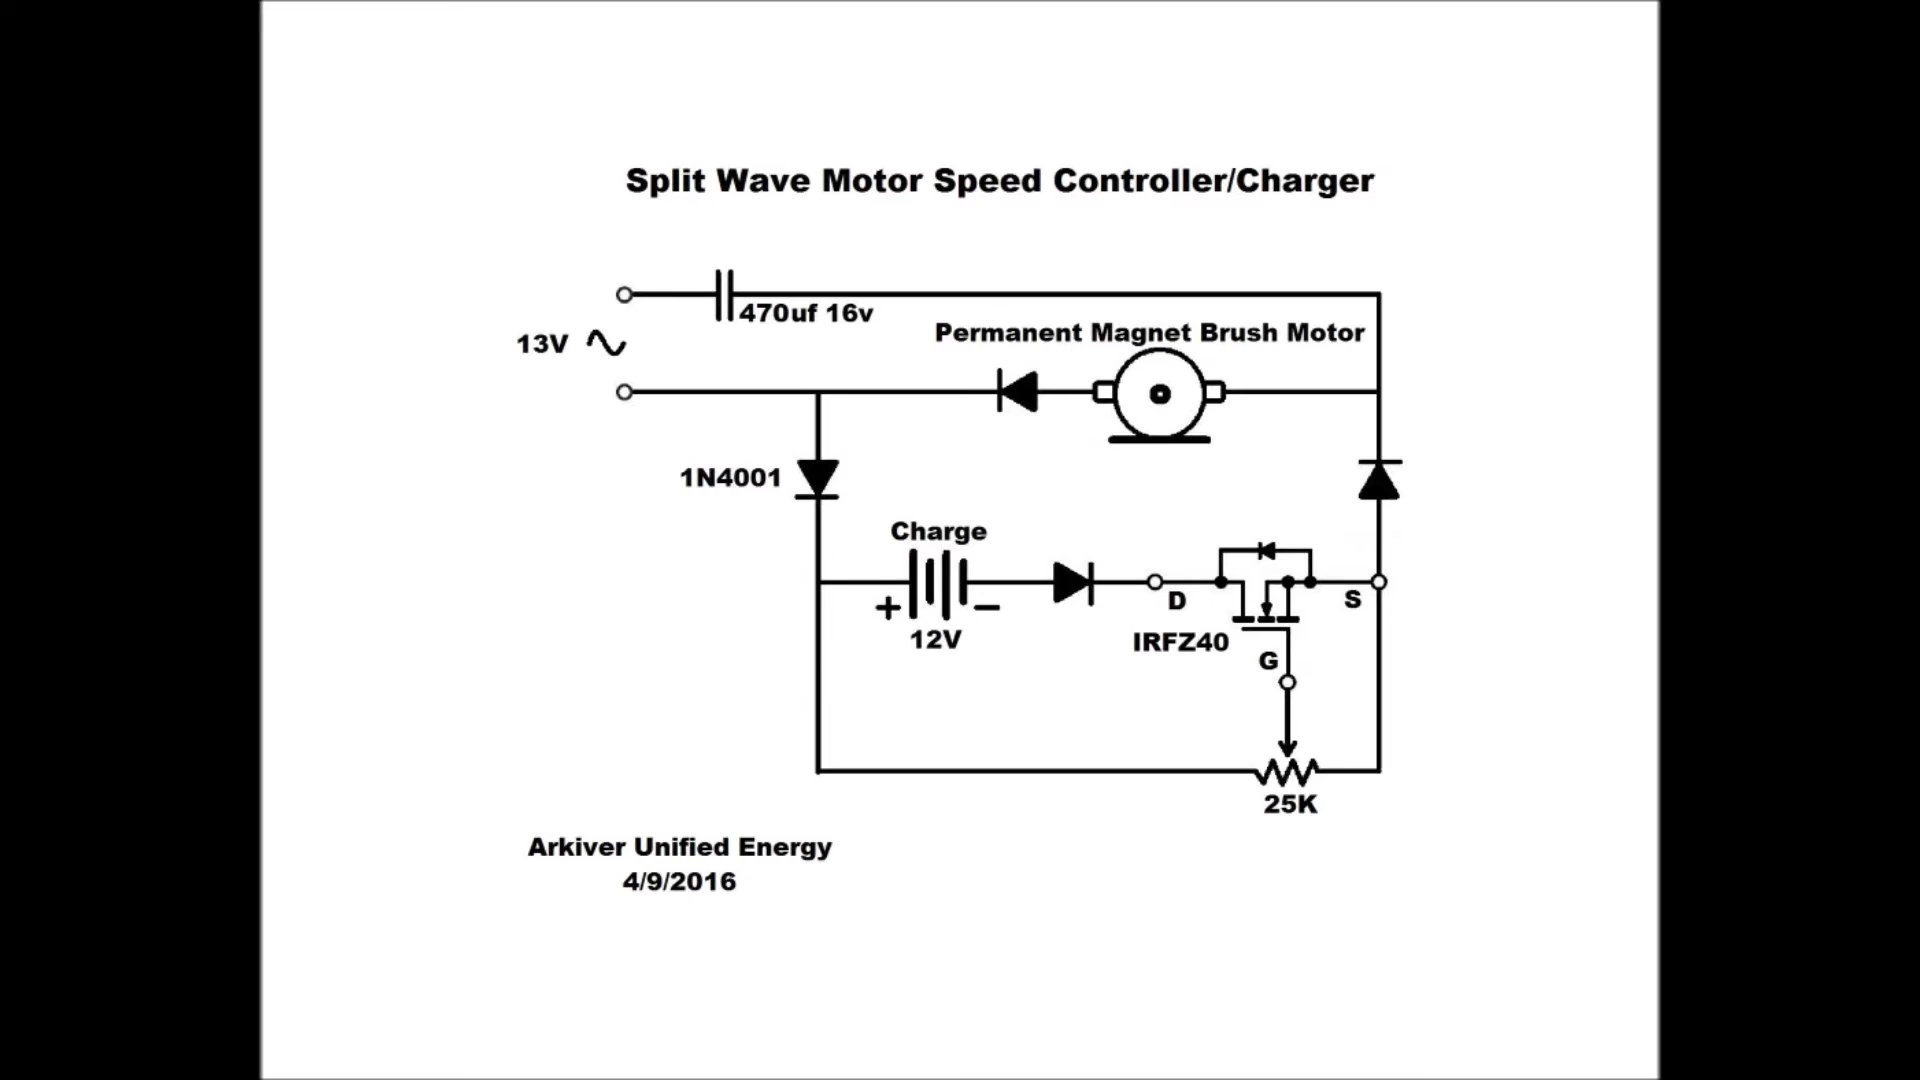 Split Wave Motor Speed Controller/Charger
470uf 16v
Permanent Magnet Brush Motor
13V
1N4001
Charge
+ −
D
S
12V
IRFZ40
G
25K
Arkiver Unified Energy
4/9/2016